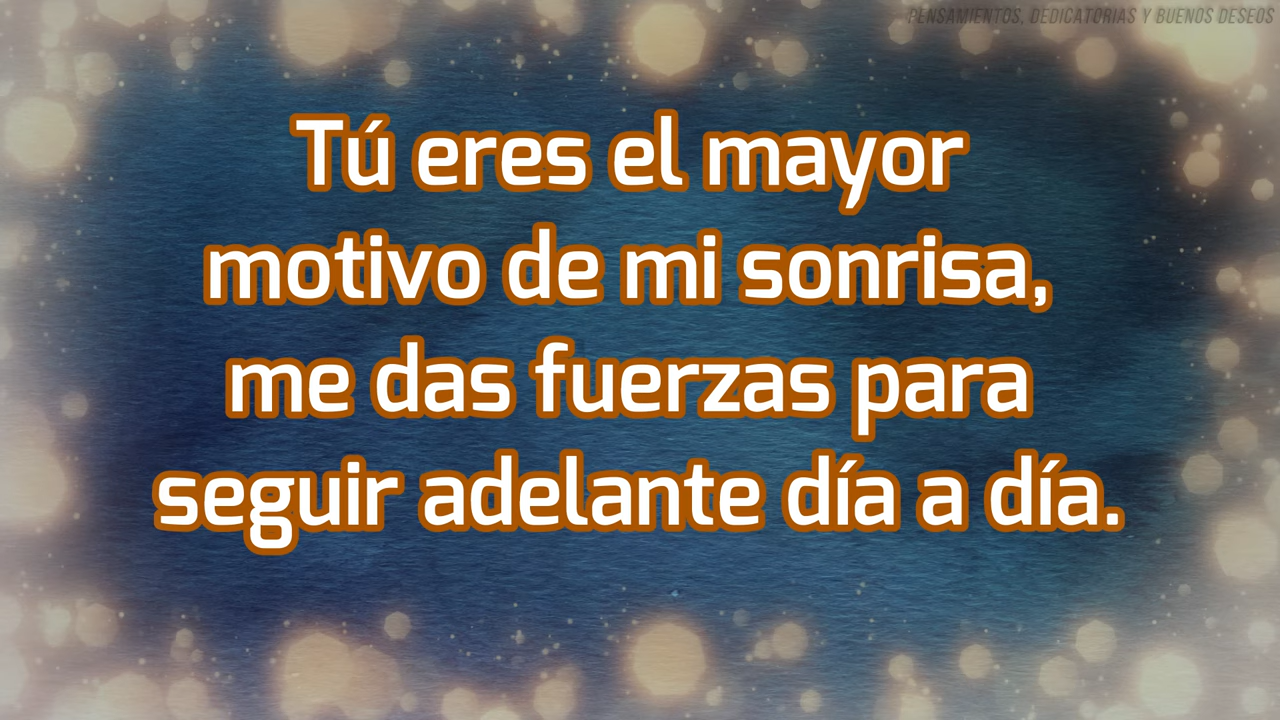 PENSAMIENTOS, DEDICATORIAS Y BUENOS DESEOS
Tú eres el mayor
motivo de mi sonrisa,
me das fuerzas para
seguir adelante día a día.